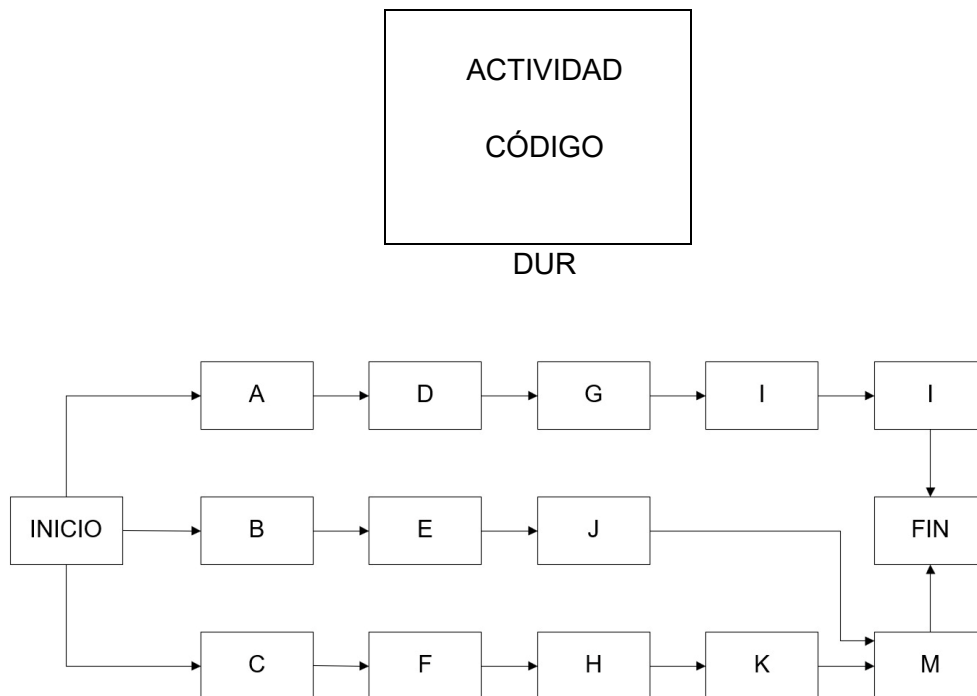 ACTIVIDAD
CÓDIGO
DUR
A D G I I
INICIO B E J FIN
C F H K M